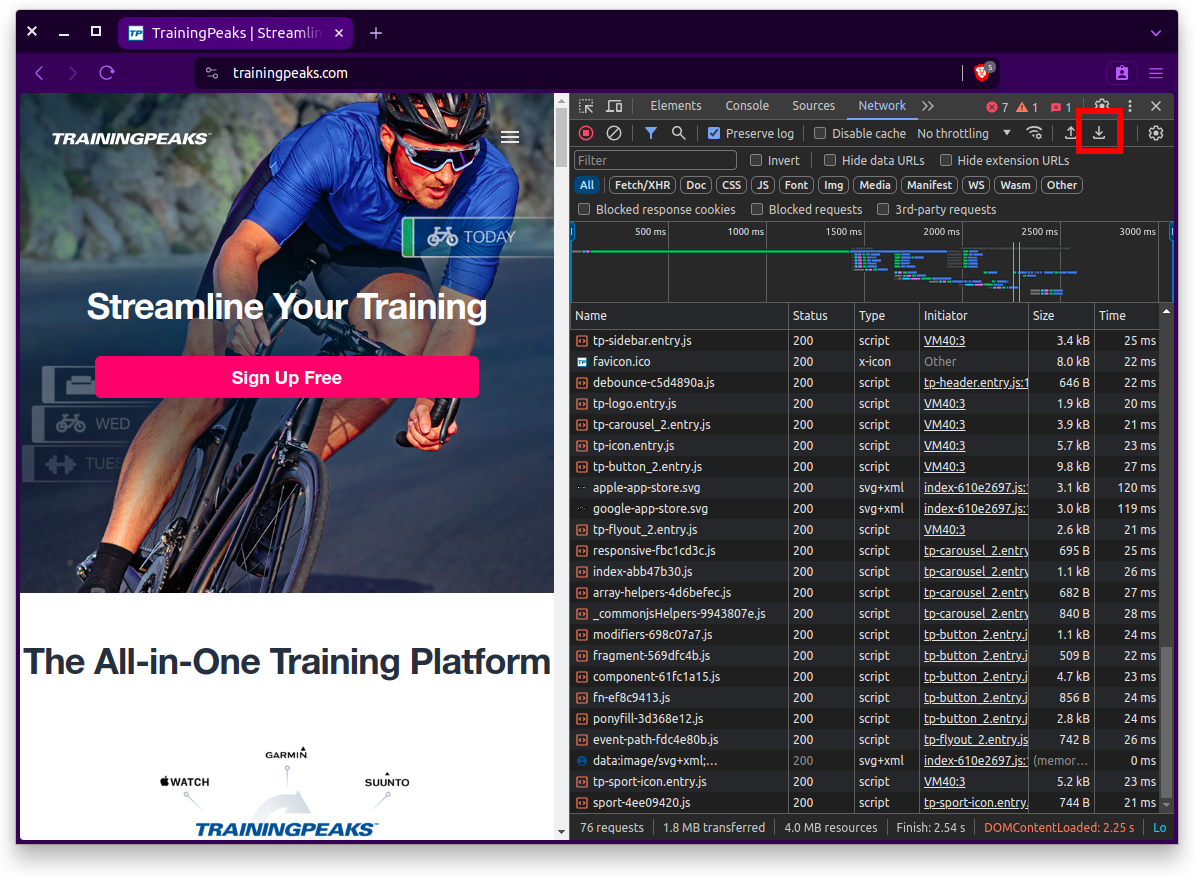 TP TrainingPeaks | Streamlin
trainingpeaks.com
5
TRAININGPEAKS
TODAY
Streamline Your Training
Sign Up Free
WED
TUES
The All-in-One Training Platform
GARMIN
WATCH
SUUNTO
TRAININGPEAKS
Elements Console Sources Network 7 1 1
Preserve log Disable cache No throttling
Filter Invert Hide data URLs Hide extension URLs
All Fetch/XHR Doc CSS JS Font Img Media Manifest WS Wasm Other
Blocked response cookies Blocked requests 3rd-party requests
500 ms 1000 ms 1500 ms 2000 ms 2500 ms 3000 ms
Name Status Type Initiator Size Time
tp-sidebar.entry.js 200 script VM40:3 3.4 kB 25 ms
favicon.ico 200 x-icon Other 8.0 kB 22 ms
debounce-c5d4890a.js 200 script tp-header.entry.js:1 646 B 22 ms
tp-logo.entry.js 200 script VM40:3 1.9 kB 20 ms
tp-carousel_2.entry.js 200 script VM40:3 3.9 kB 21 ms
tp-icon.entry.js 200 script VM40:3 5.7 kB 23 ms
tp-button_2.entry.js 200 script VM40:3 9.8 kB 27 ms
apple-app-store.svg 200 svg+xml index-610e2697.js:1 3.1 kB 120 ms
google-app-store.svg 200 svg+xml index-610e2697.js:1 3.0 kB 119 ms
tp-flyout_2.entry.js 200 script VM40:3 2.6 kB 21 ms
responsive-fbc1cd3c.js 200 script tp-carousel_2.entry 695 B 25 ms
index-abb47b30.js 200 script tp-carousel_2.entry 1.1 kB 26 ms
array-helpers-4d6befec.js 200 script tp-carousel_2.entry 682 B 27 ms
_commonjsHelpers-9943807e.js 200 script tp-carousel_2.entry 840 B 28 ms
modifiers-698c07a7.js 200 script tp-button_2.entry.j 1.1 kB 24 ms
fragment-569dfc4b.js 200 script tp-button_2.entry.j 509 B 22 ms
component-61fc1a15.js 200 script tp-button_2.entry.j 4.7 kB 23 ms
fn-ef8c9413.js 200 script tp-button_2.entry.j 856 B 24 ms
ponyfill-3d368e12.js 200 script tp-button_2.entry.j 2.8 kB 24 ms
event-path-fdc4e80b.js 200 script tp-flyout_2.entry.js 742 B 26 ms
data:image/svg+xml;… 200 svg+xml index-610e2697.js:1 (memor… 0 ms
tp-sport-icon.entry.js 200 script VM40:3 5.2 kB 23 ms
sport-4ee09420.js 200 script tp-sport-icon.entry. 744 B 21 ms
76 requests 1.8 MB transferred 4.0 MB resources Finish: 2.54 s DOMContentLoaded: 2.25 s Lo